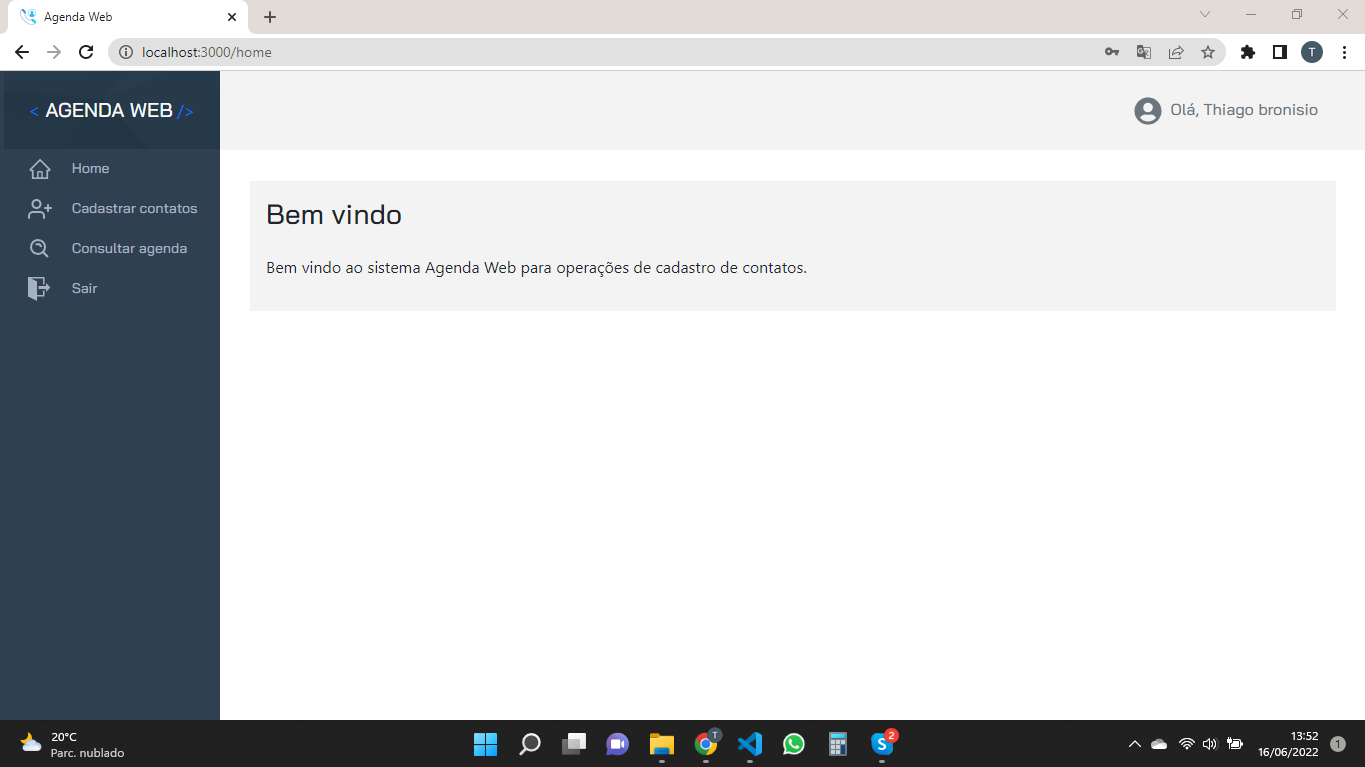 Agenda Web
localhost:3000/home
T
< AGENDA WEB />
Olá, Thiago bronisio
Home
Cadastrar contatos
Consultar agenda
Sair
Bem vindo
Bem vindo ao sistema Agenda Web para operações de cadastro de contatos.
20°C
Parc. nublado
T
S
2
13:52
16/06/2022
1